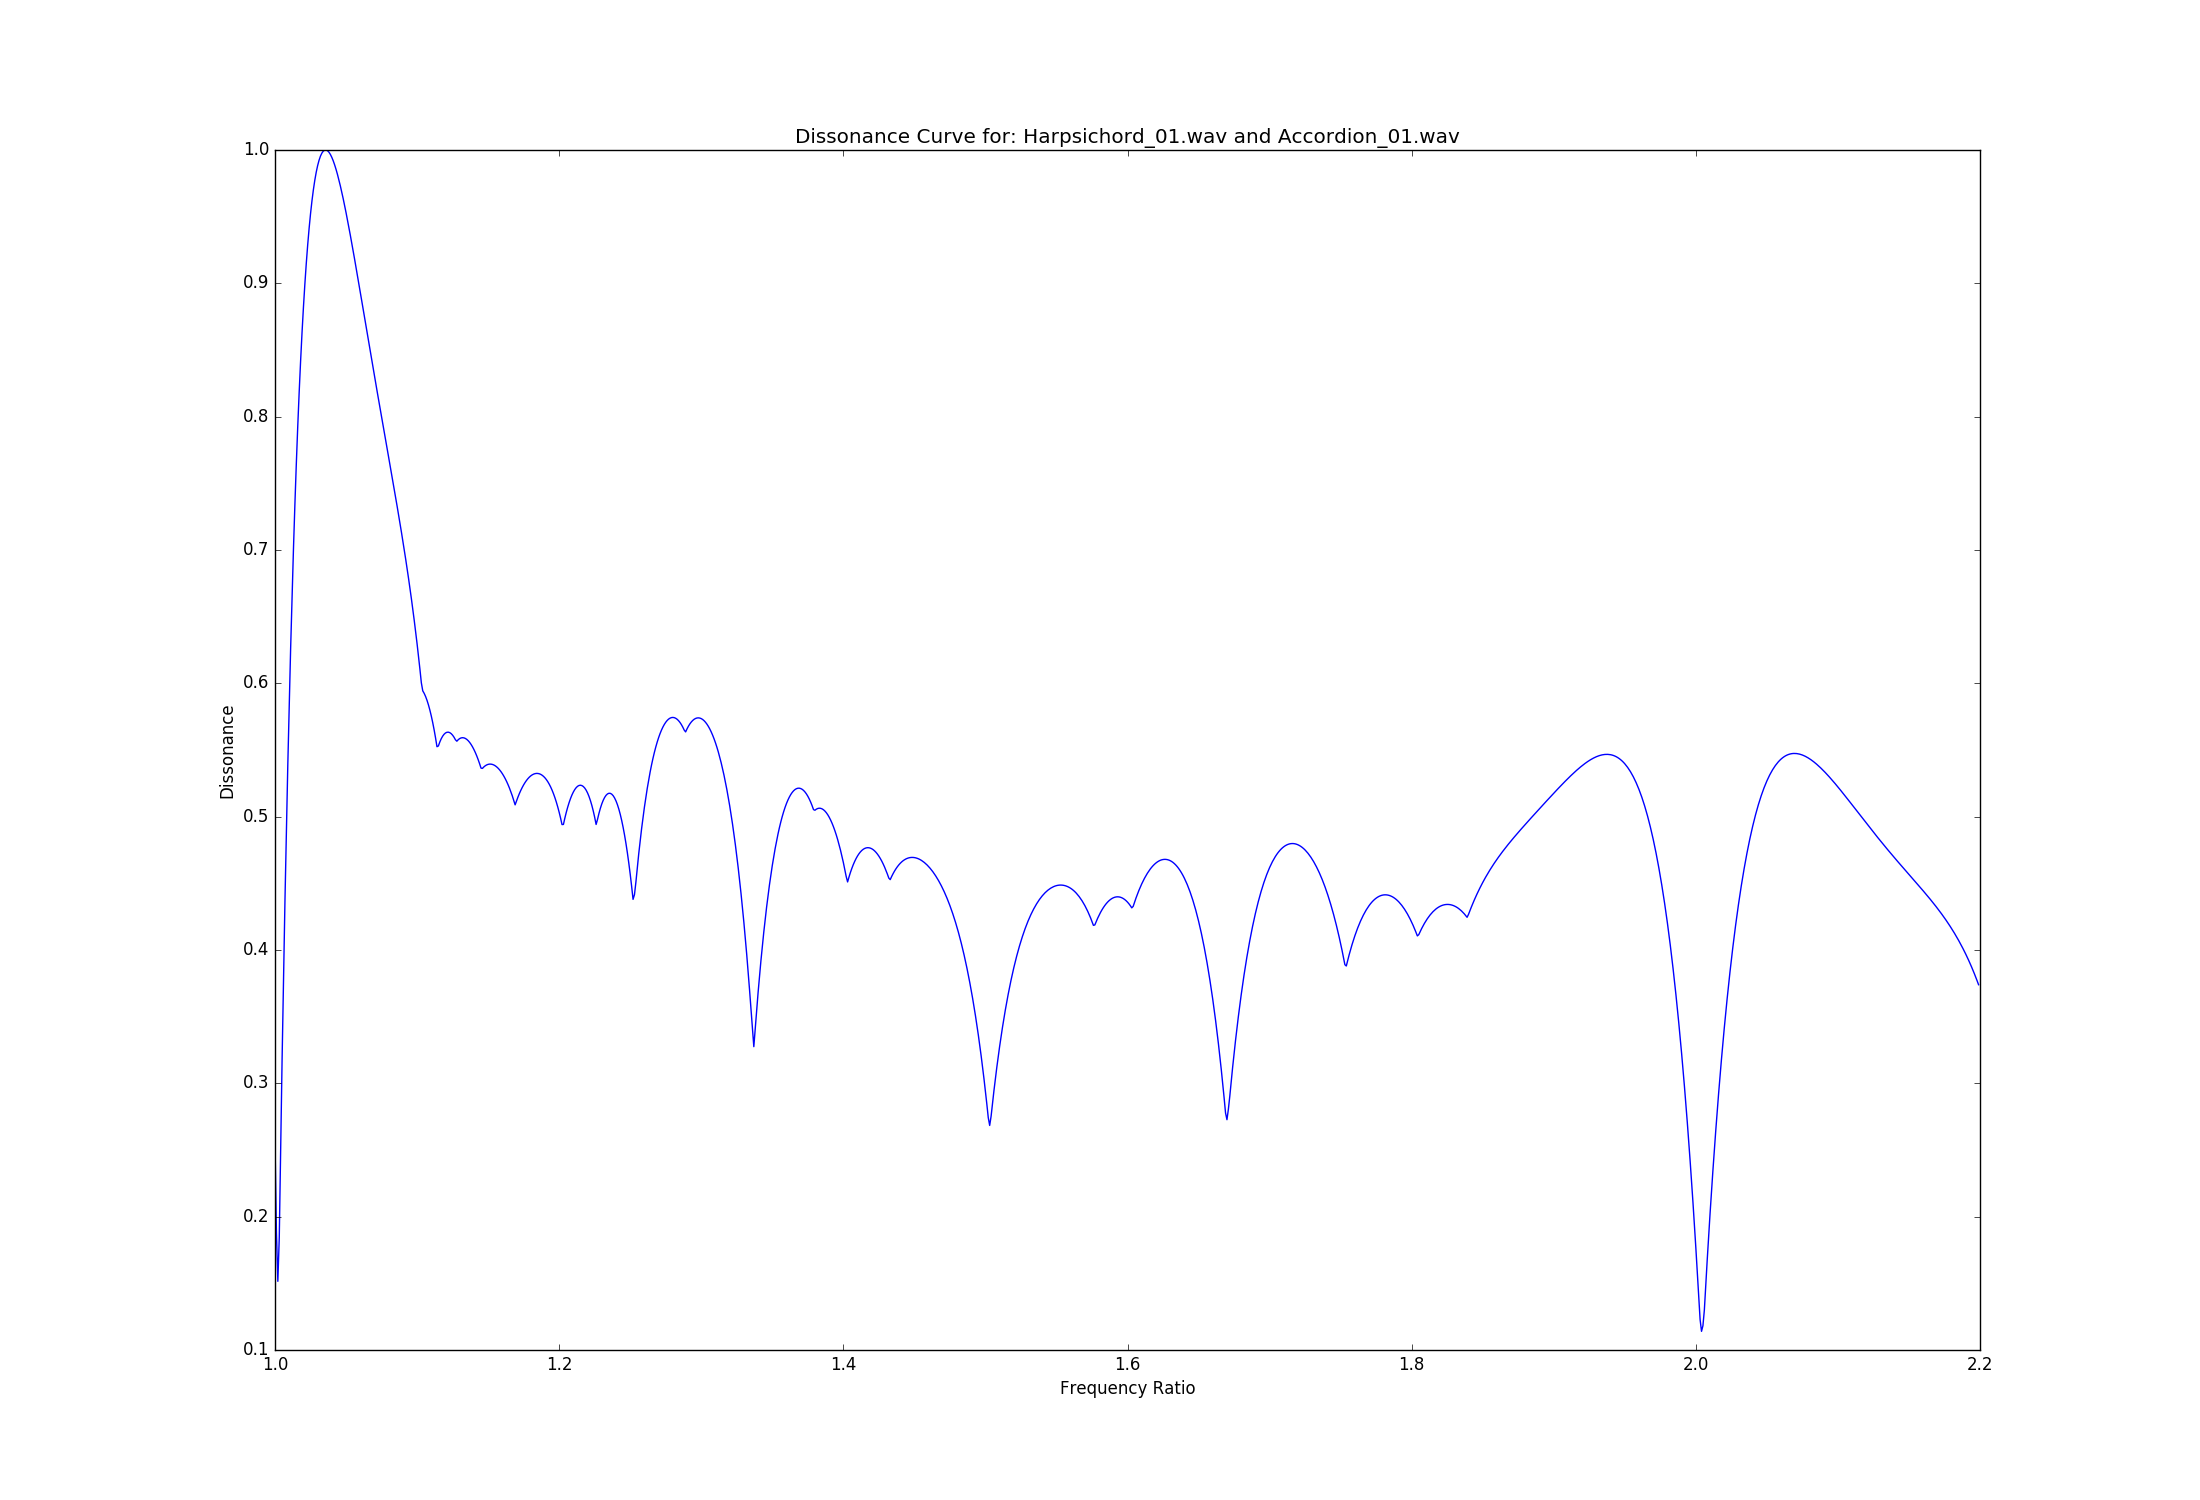 Dissonance Curve for: Harpsichord_01.wav and Accordion_01.wav
1.0
0.9
0.8
0.7
0.6
0.5
0.4
0.3
0.2
0.1
Dissonance
1.0 1.2 1.4 1.6 1.8 2.0 2.2
Frequency Ratio